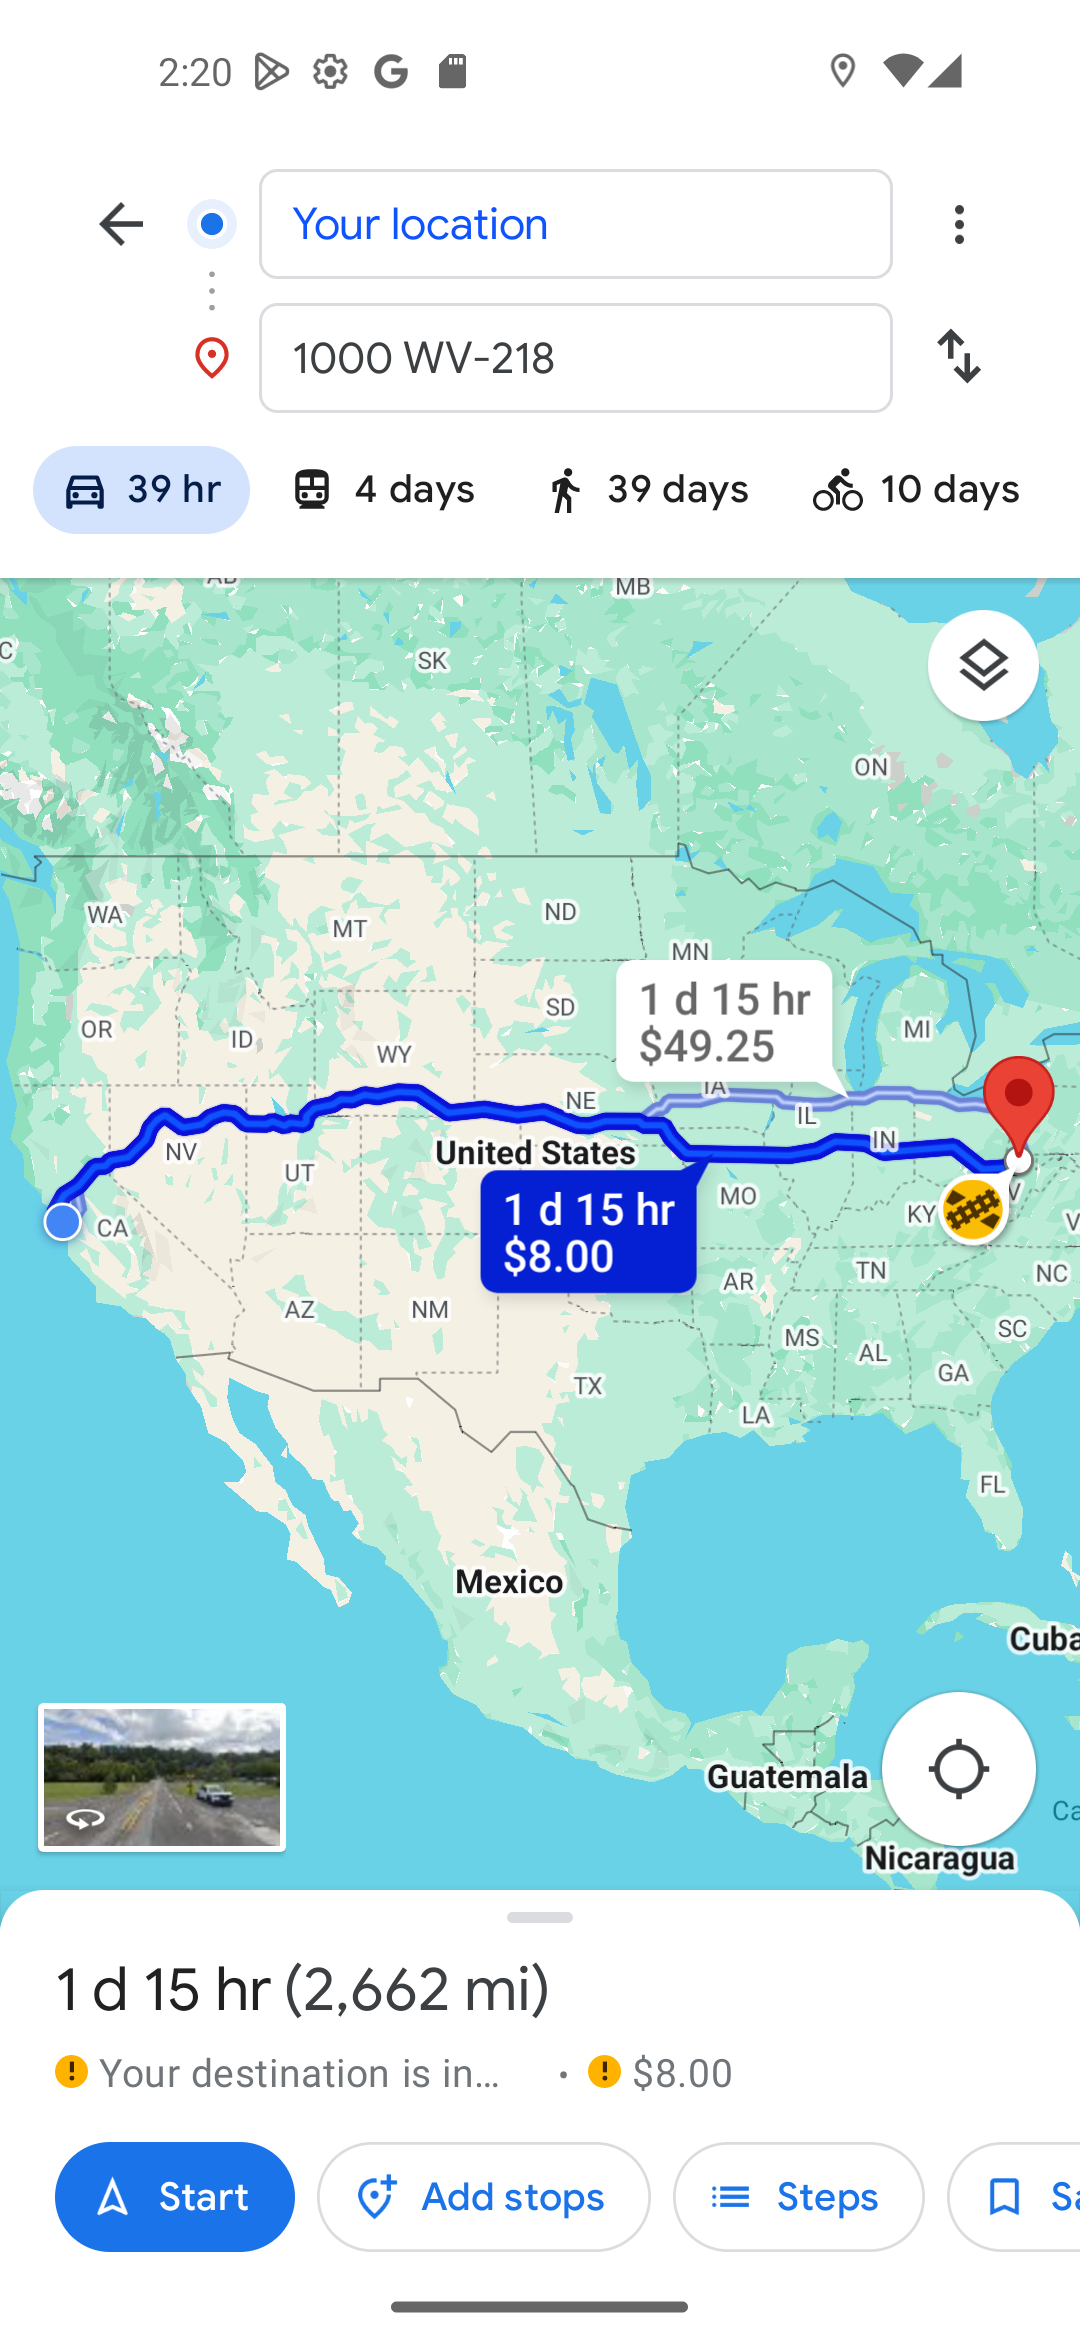 2:20
Your location
1000 WV-218
39 hr
4 days
39 days
10 days
MB
SK
ON
WA
MT
ND
MN
OR
ID
SD
WY
MI
1 d 15 hr
$49.25
IA
NE
IL
IN
NV
UT
United States
MO
KY
CA
1 d 15 hr
$8.00
AR
TN
NC
AZ
NM
MS
AL
SC
GA
TX
LA
FL
Mexico
Cuba
Guatemala
Nicaragua
1 d 15 hr (2,662 mi)
Your destination is in... · $8.00
Start
Add stops
Steps